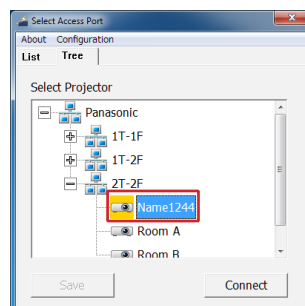 Select Access Port
About Configuration
List Tree
Select Projector
Panasonic
1T-1F
1T-2F
2T-2F
Name1244
Room A
Room B
Save Connect